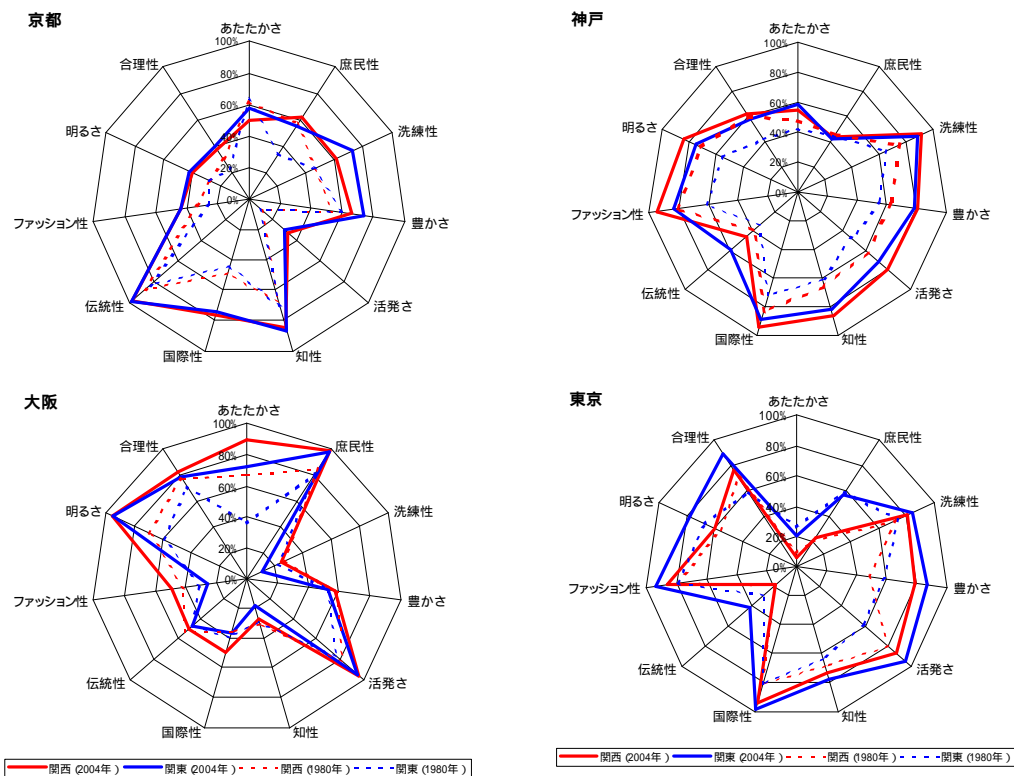 京都
あたたかさ
庶民性
洗練性
豊かさ
活発さ
知性
国際性
伝統性
ファッション性
明るさ
合理性
100%
80%
60%
40%
20%
0%
神戸
あたたかさ
庶民性
洗練性
豊かさ
活発さ
知性
国際性
伝統性
ファッション性
明るさ
合理性
100%
80%
60%
40%
20%
0%
大阪
あたたかさ
庶民性
洗練性
豊かさ
活発さ
知性
国際性
伝統性
ファッション性
明るさ
合理性
100%
80%
60%
40%
20%
0%
東京
あたたかさ
庶民性
洗練性
豊かさ
活発さ
知性
国際性
伝統性
ファッション性
明るさ
合理性
100%
80%
60%
40%
20%
0%
関西(2004年) 関東(2004年) 関西(1980年) 関東(1980年)
関西(2004年) 関東(2004年) 関西(1980年) 関東(1980年)